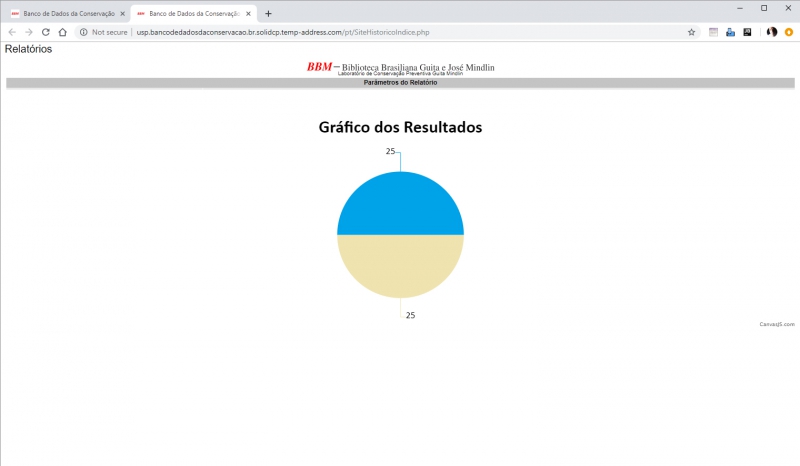 BBM Banco de Dados da Conservação
BBM Banco de Dados da Conservação
Not secure | usp.bancodedadosdaconservacao.br.solidcp.temp-address.com/pt/SiteHistoricoIndice.php
Relatórios
BBM – Biblioteca Brasiliana Guita e José Mindlin
Laboratório de Conservação Preventiva Guita Mindlin
Parâmetros do Relatório
Gráfico dos Resultados
25
25
CanvasJS.com